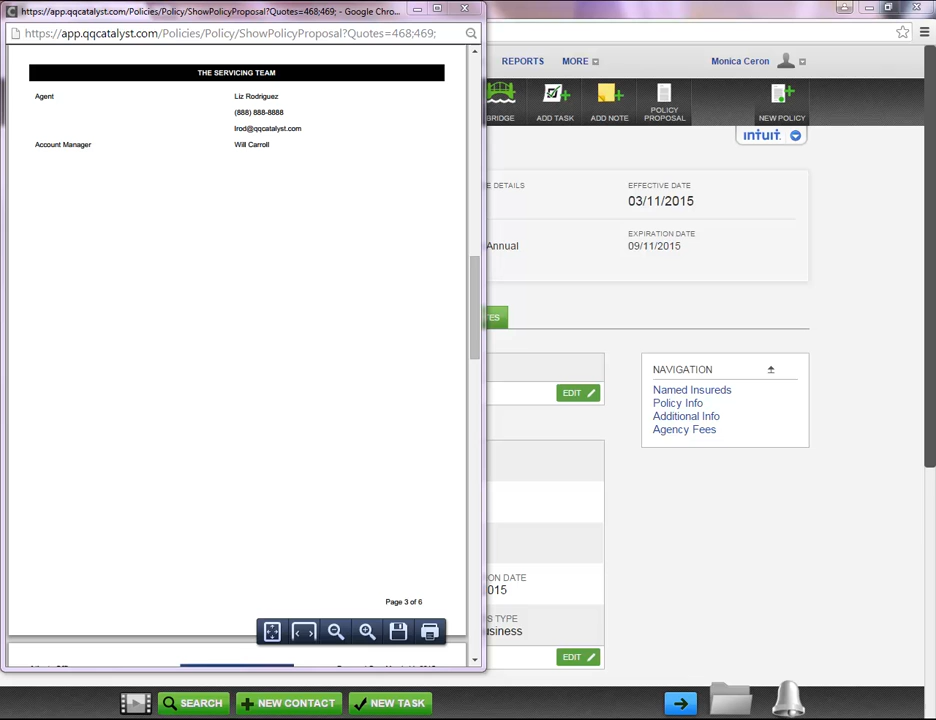 https://app.qqcatalyst.com/Policies/Policy/ShowPolicyProposal?Quotes=468;469; - Google Chro...
https://app.qqcatalyst.com/Policies/Policy/ShowPolicyProposal?Quotes=468;469;
THE SERVICING TEAM
Agent
Liz Rodriguez
(888) 888-8888
lrod@qqcatalyst.com
Account Manager
Will Carroll
Page 3 of 6
REPORTS
MORE
Monica Ceron
BRIDGE
ADD TASK
ADD NOTE
POLICY
PROPOSAL
NEW POLICY
intuit.
E DETAILS
EFFECTIVE DATE
03/11/2015
Annual
EXPIRATION DATE
09/11/2015
TES
EDIT
NAVIGATION
Named Insureds
Policy Info
Additional Info
Agency Fees
ON DATE
015
S TYPE
usiness
EDIT
SEARCH
NEW CONTACT
NEW TASK